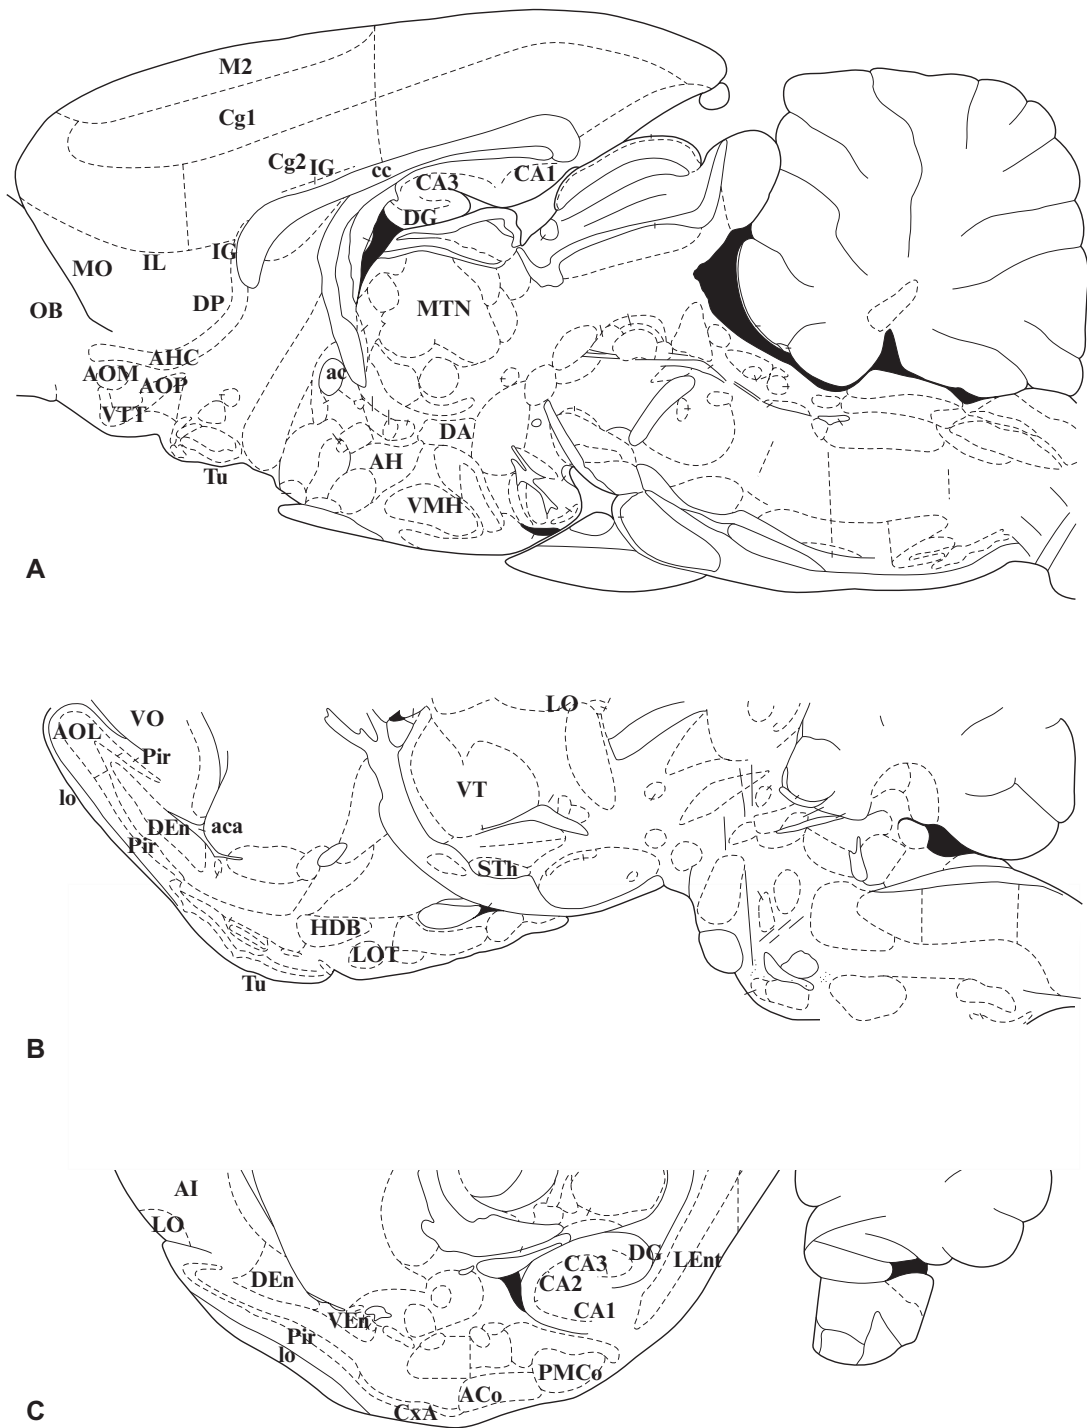 M2
Cg1
Cg2 IG
cc
CA3
CA1
DG
IG
IL
MO
DP
OB
MTN
AHC
AOM
AOP
ac
VTT
DA
AH
Tu
VMH
A
LO
VO
AOL
Pir
VT
lo
DEn
aca
Pir
STh
HDB
LOT
Tu
B
AI
LO
DG
LEnt
CA3
DEn
CA2
CA1
VEn
Pir
lo
PMCo
ACo
CxA
C